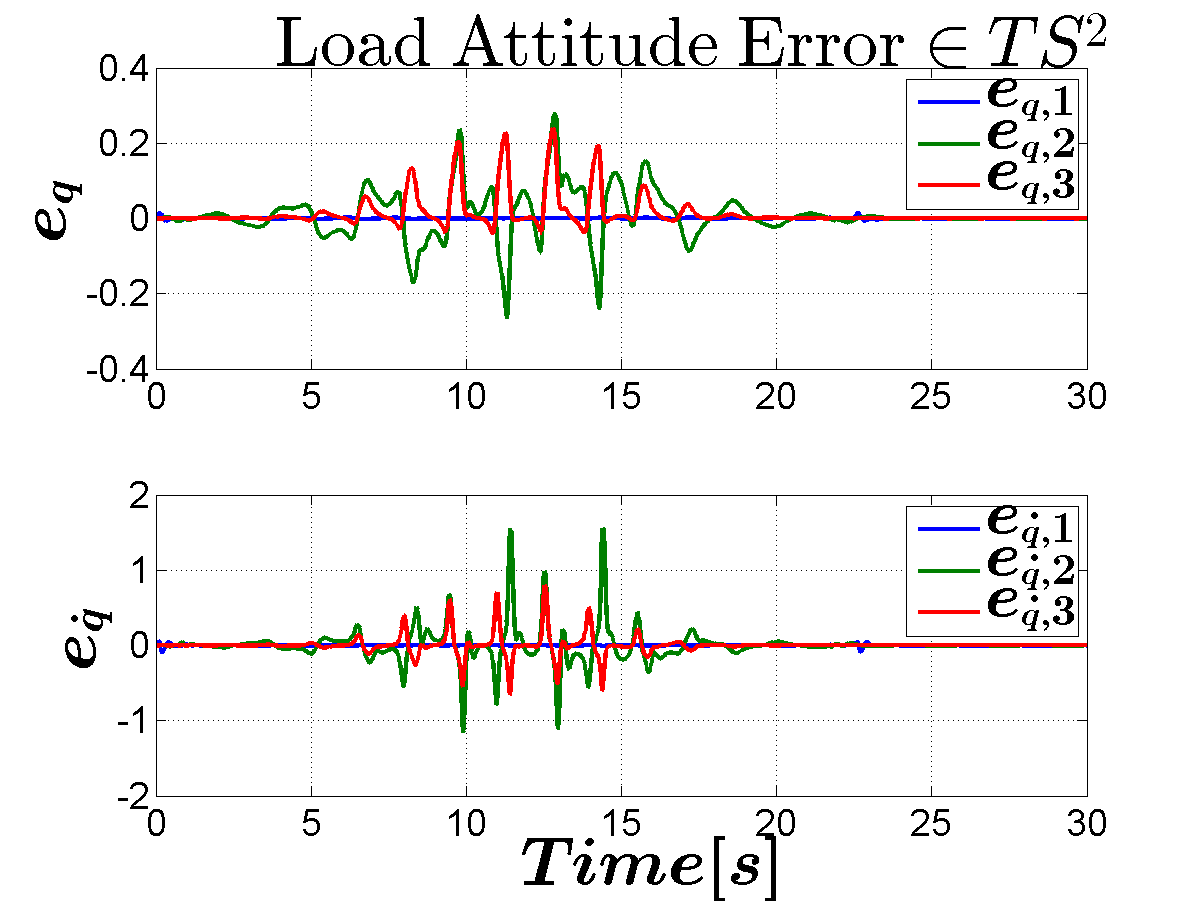 Load Attitude Error ∈ TS²
0.4
0.2
0
-0.2
-0.4
e_q
e_{q,1}
e_{q,2}
e_{q,3}
0 5 10 15 20 25 30
2
1
0
-1
-2
e_q̇
e_{q̇,1}
e_{q̇,2}
e_{q̇,3}
0 5 10 15 20 25 30
Time[s]